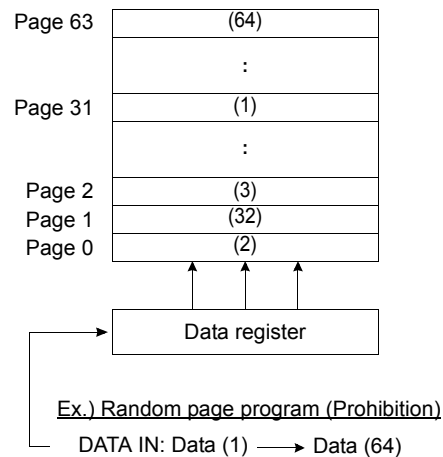 Page 63 (64)
:
Page 31 (1)
:
Page 2 (3)
Page 1 (32)
Page 0 (2)
Data register
Ex.) Random page program (Prohibition)
DATA IN: Data (1) Data (64)